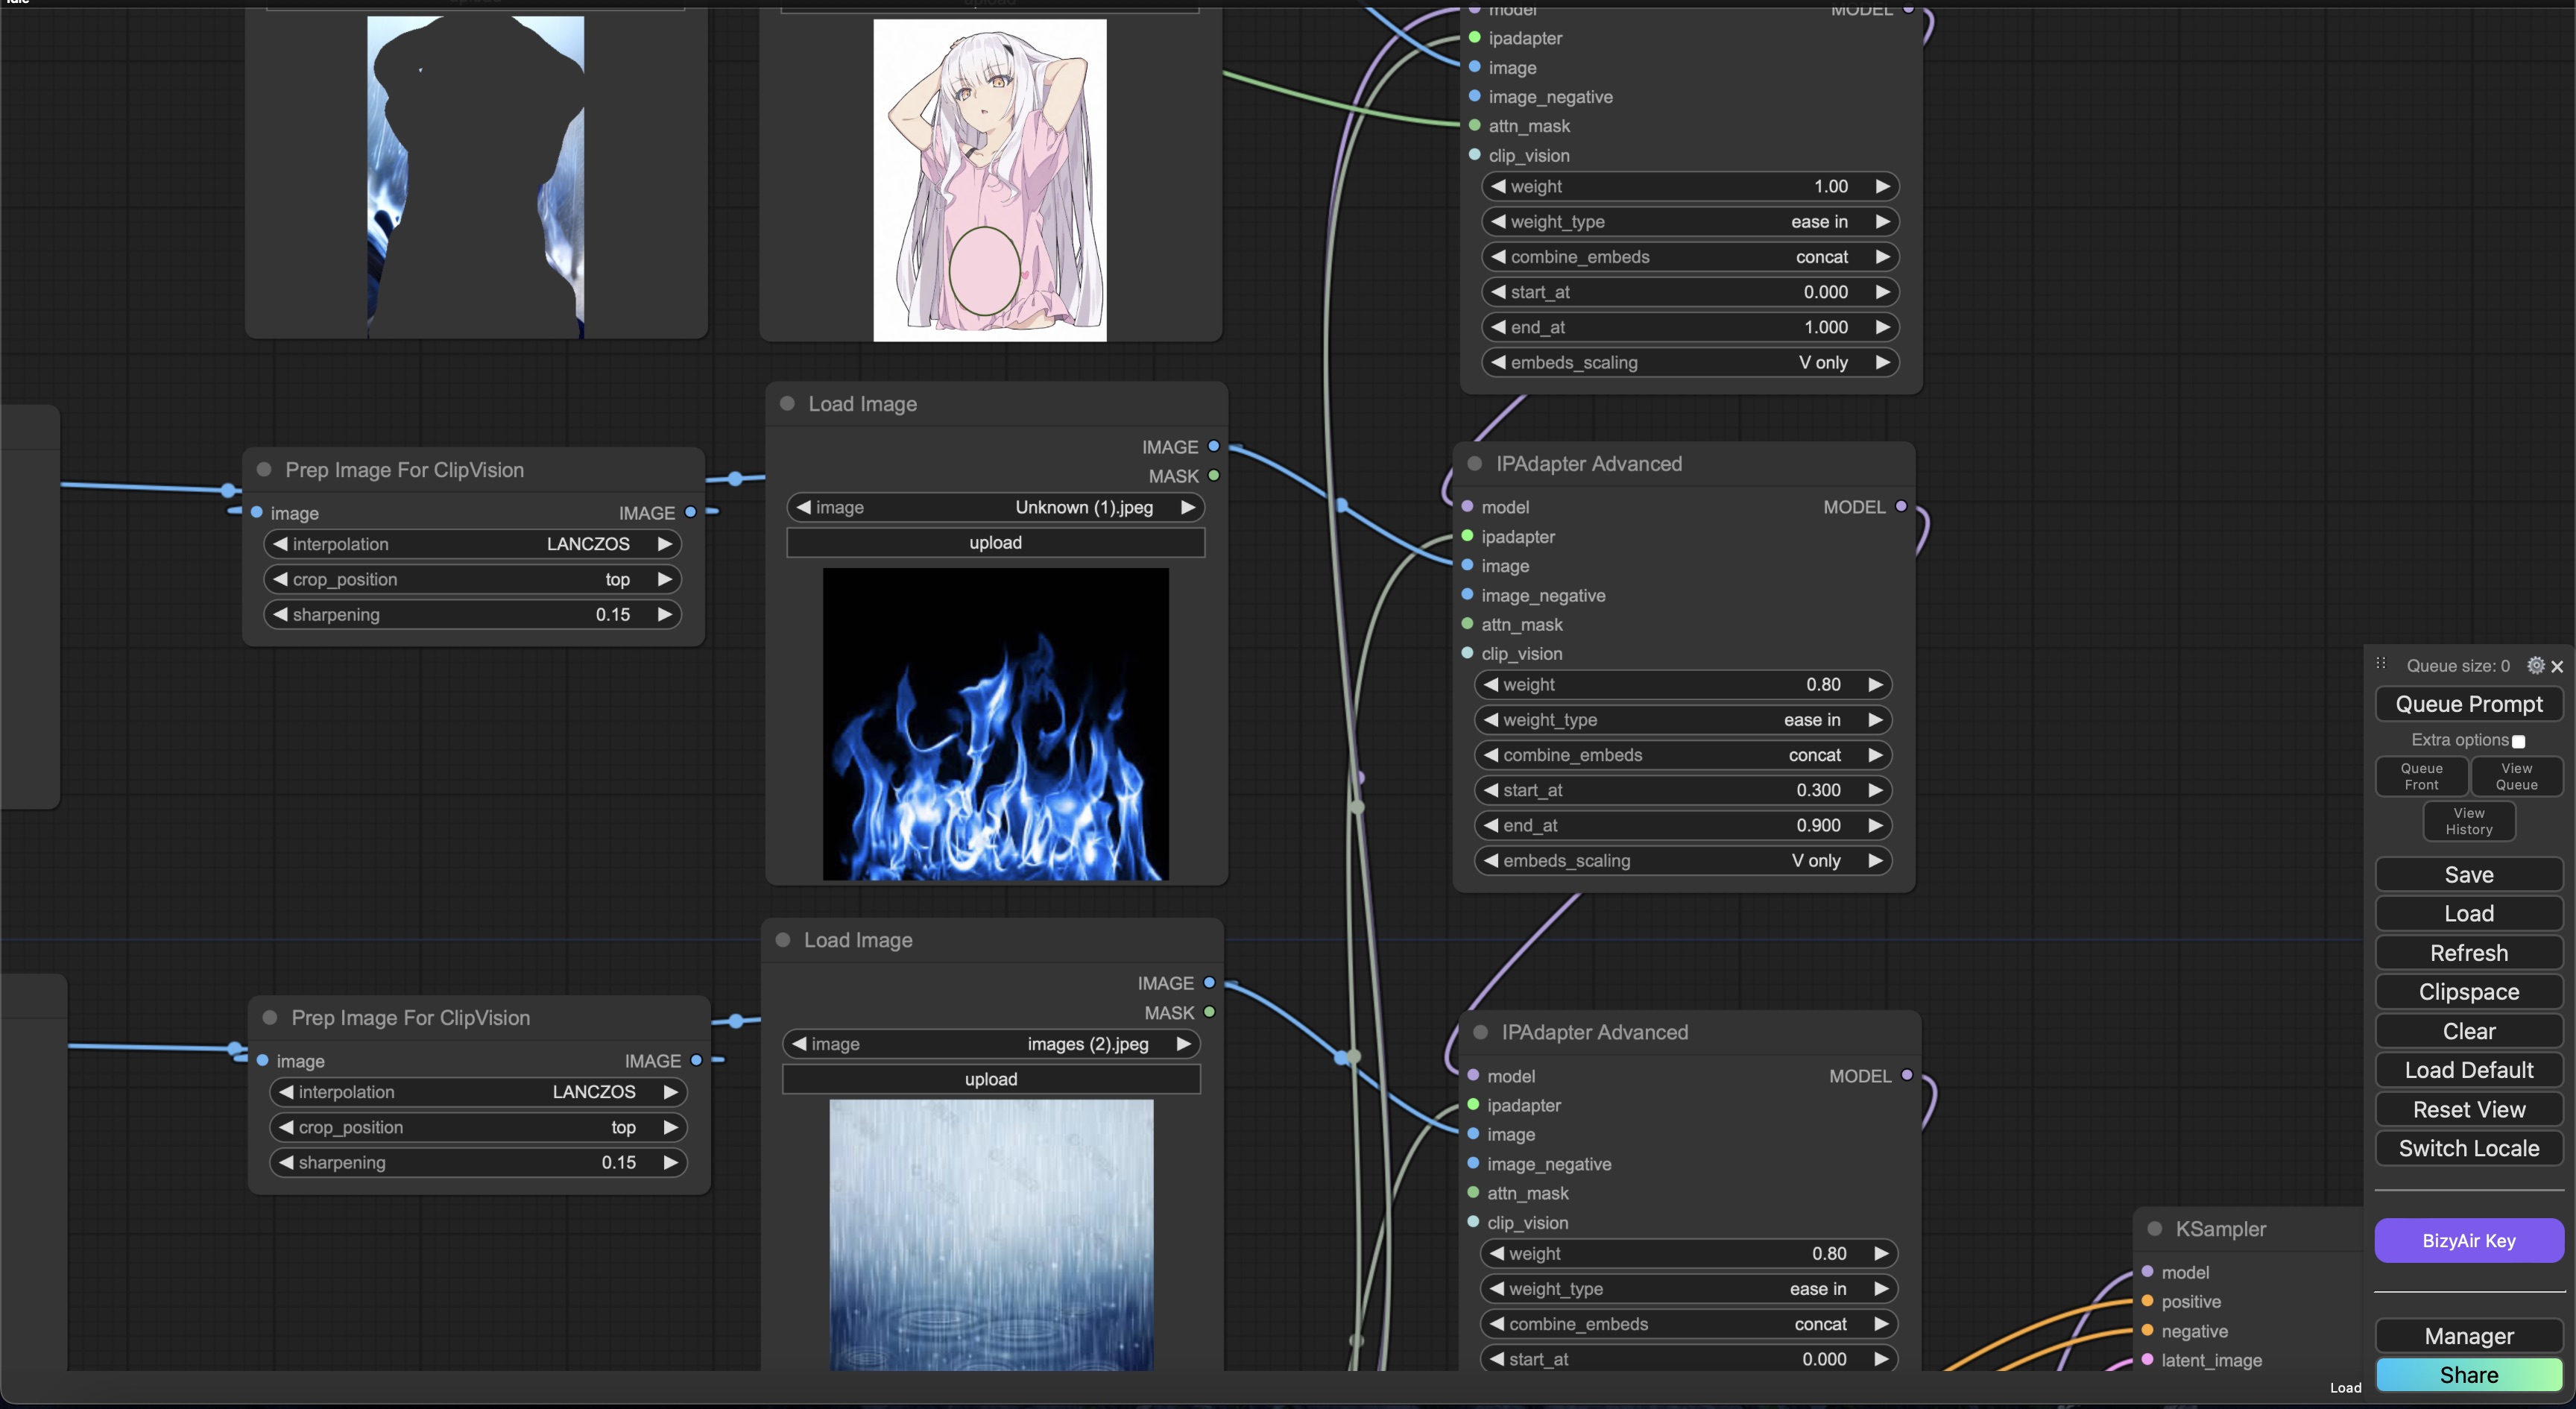 Idle
upload
upload
model
MODEL
ipadapter
image
image_negative
attn_mask
clip_vision
weight 1.00
weight_type ease in
combine_embeds concat
start_at 0.000
end_at 1.000
embeds_scaling V only
Prep Image For ClipVision
image IMAGE
interpolation LANCZOS
crop_position top
sharpening 0.15
Load Image
IMAGE
MASK
image Unknown (1).jpeg
upload
IPAdapter Advanced
model MODEL
ipadapter
image
image_negative
attn_mask
clip_vision
weight 0.80
weight_type ease in
combine_embeds concat
start_at 0.300
end_at 0.900
embeds_scaling V only
Prep Image For ClipVision
image IMAGE
interpolation LANCZOS
crop_position top
sharpening 0.15
Load Image
IMAGE
MASK
image images (2).jpeg
upload
IPAdapter Advanced
model MODEL
ipadapter
image
image_negative
attn_mask
clip_vision
weight 0.80
weight_type ease in
combine_embeds concat
start_at 0.000
KSampler
model
positive
negative
latent_image
Load
Queue size: 0
Queue Prompt
Extra options
Queue Front
View Queue
View History
Save
Load
Refresh
Clipspace
Clear
Load Default
Reset View
Switch Locale
BizyAir Key
Manager
Share